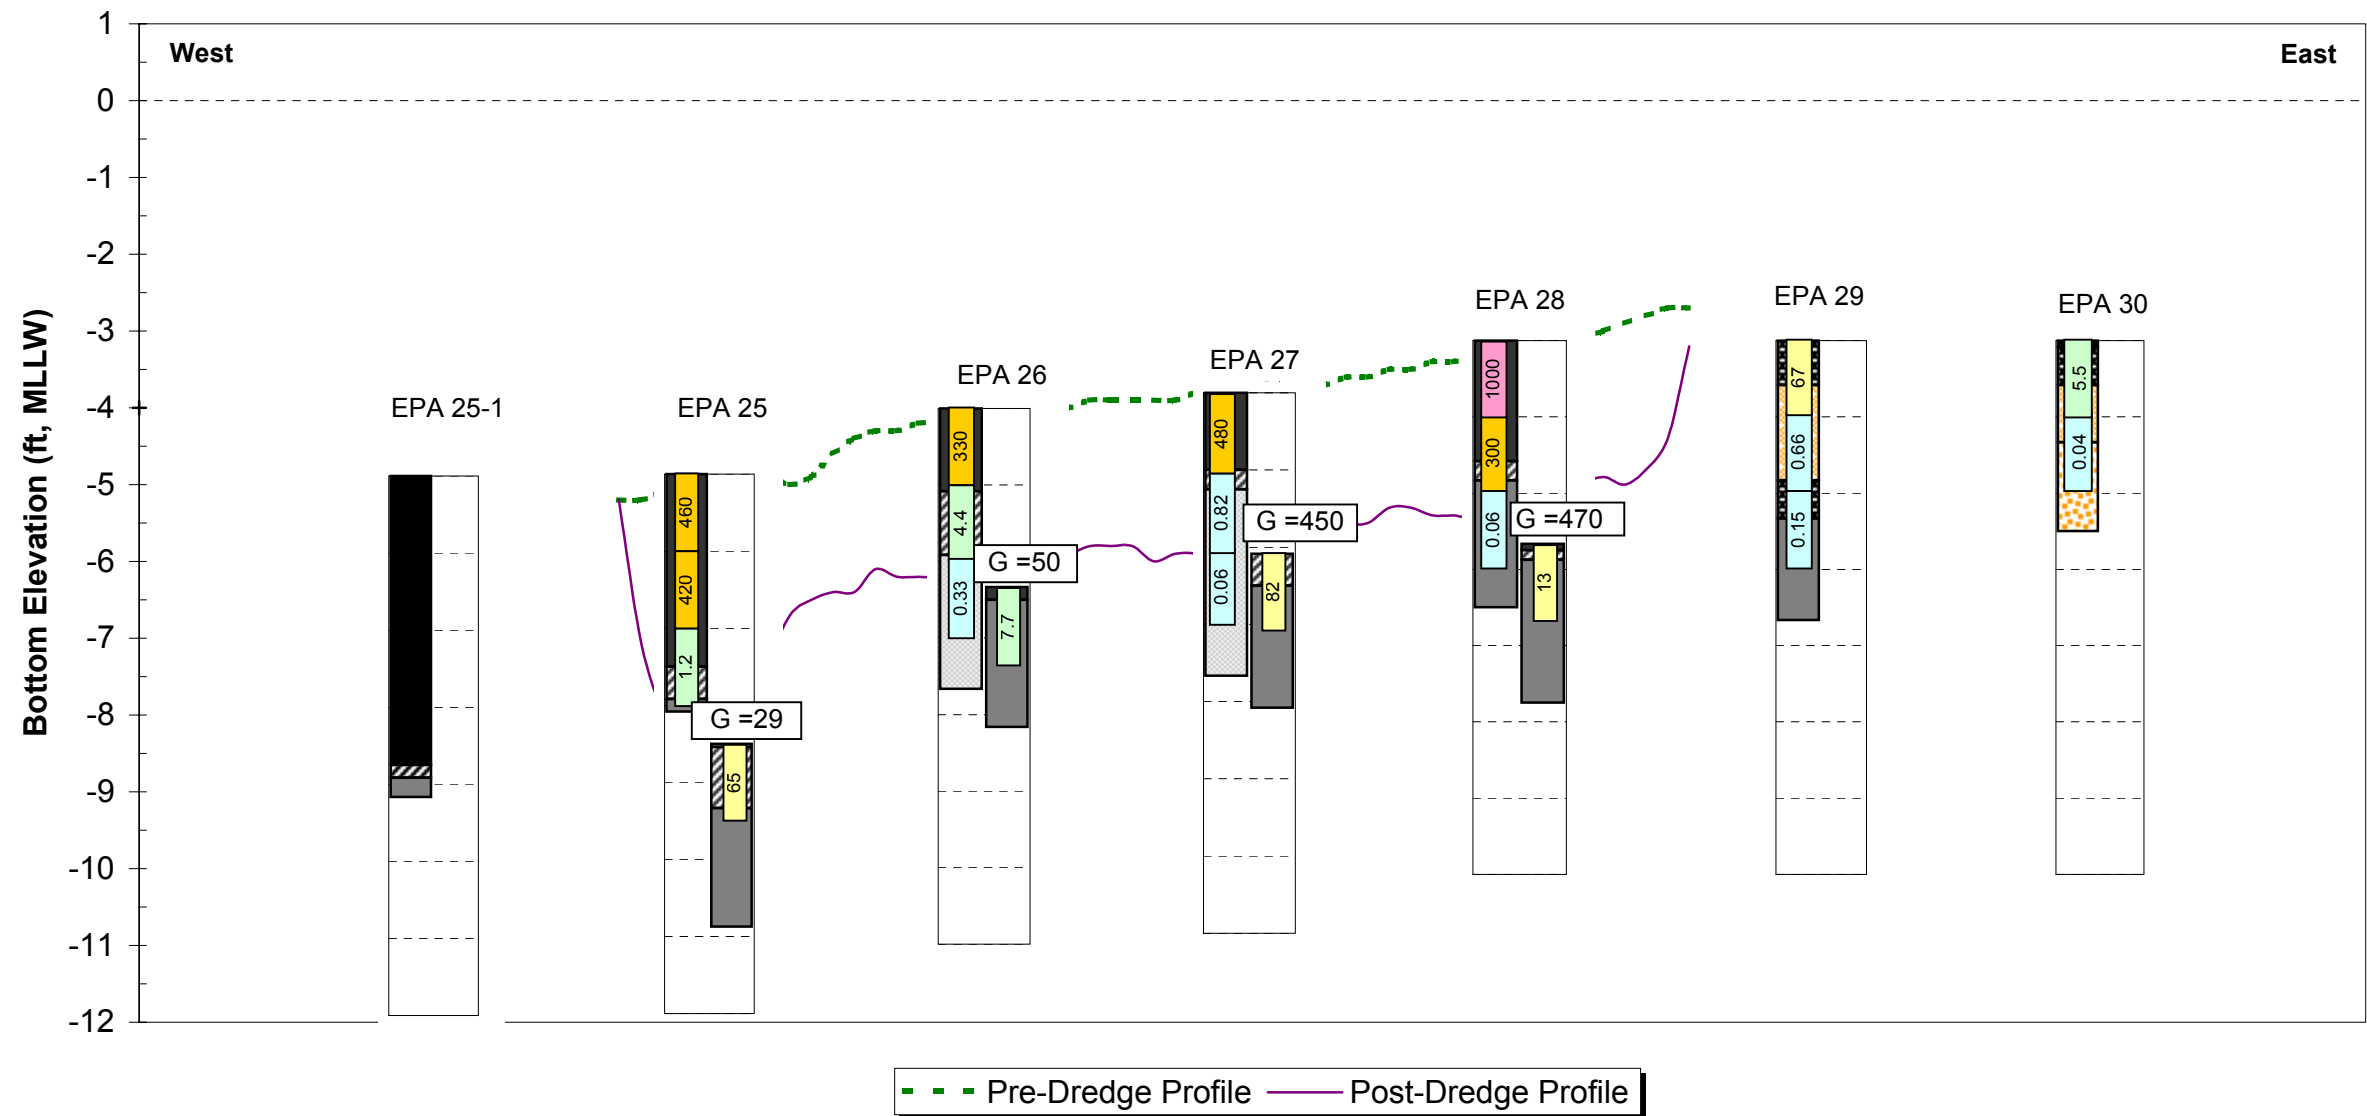 West
East
1
0
-1
-2
-3
-4
-5
-6
-7
-8
-9
-10
-11
-12
Bottom Elevation (ft, MLLW)
EPA 25-1
EPA 25
460
420
1.2
G =29
65
EPA 26
330
4.4
0.33
G =50
7.7
EPA 27
480
0.82
0.06
G =450
82
EPA 28
1000
300
0.06
G =470
13
EPA 29
67
0.66
0.15
EPA 30
5.5
0.04
Pre-Dredge Profile
Post-Dredge Profile